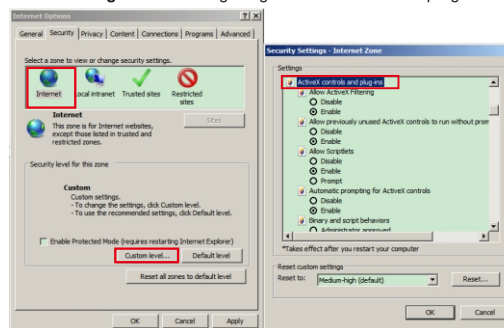 Internet Options
General Security Privacy Content Connections Programs Advanced
Select a zone to view or change security settings.
Internet
Local intranet
Trusted sites
Restricted
sites
Internet
This zone is for Internet websites,
except those listed in trusted and
restricted zones.
Sites
Security level for this zone
Custom
Custom settings.
- To change the settings, click Custom level.
- To use the recommended settings, click Default level.
Enable Protected Mode (requires restarting Internet Explorer)
Custom level...
Default level
Reset all zones to default level
OK
Cancel
Apply
Security Settings - Internet Zone
Settings
ActiveX controls and plug-ins
Allow ActiveX Filtering
Disable
Enable
Allow previously unused ActiveX controls to run without prom
Disable
Enable
Allow Scriptlets
Disable
Enable
Prompt
Automatic prompting for ActiveX controls
Disable
Enable
Binary and script behaviors
Administrator approved
*Takes effect after you restart your computer
Reset custom settings
Reset to: Medium-high (default)
Reset...
OK
Cancel